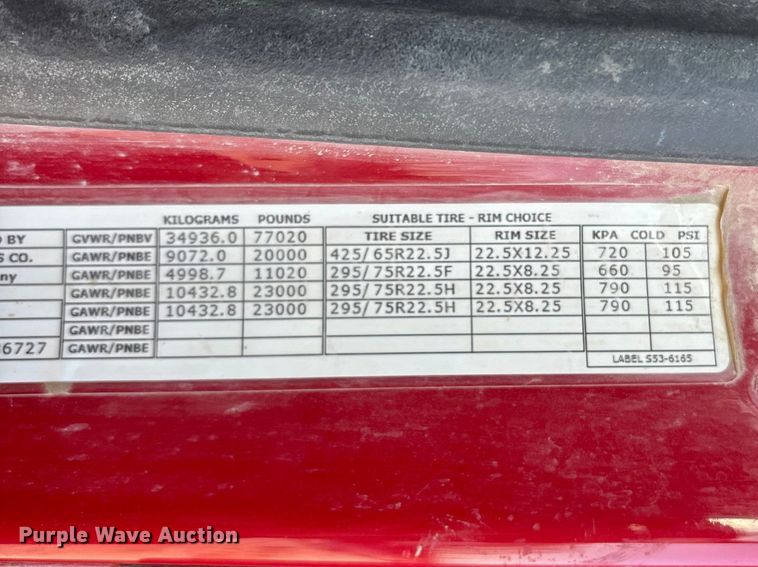 KILOGRAMS POUNDS SUITABLE TIRE - RIM CHOICE
BY GVWR/PNBV 34936.0 77020 TIRE SIZE RIM SIZE KPA COLD PSI
S CO. GAWR/PNBE 9072.0 20000 425/65R22.5J 22.5X12.25 720 105
ny GAWR/PNBE 4998.7 11020 295/75R22.5F 22.5X8.25 660 95
GAWR/PNBE 10432.8 23000 295/75R22.5H 22.5X8.25 790 115
GAWR/PNBE 10432.8 23000 295/75R22.5H 22.5X8.25 790 115
GAWR/PNBE
6727 GAWR/PNBE LABEL S53-6165
Purple Wave Auction